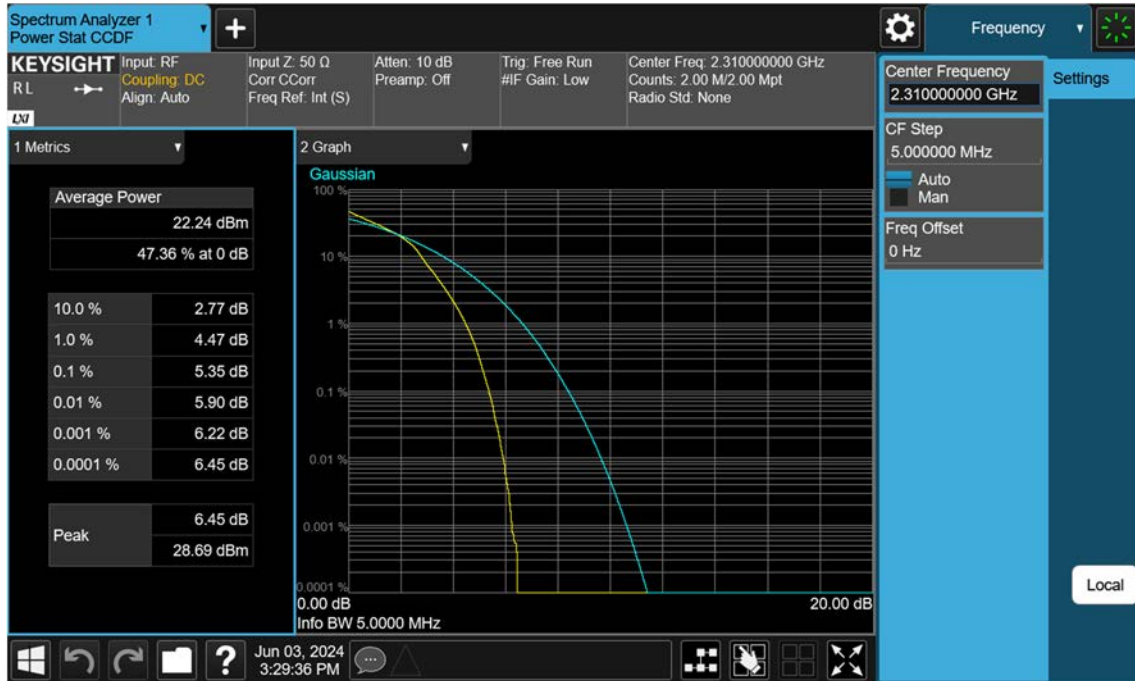 Spectrum Analyzer 1
Power Stat CCDF
Frequency
KEYSIGHT
R L
LXI
Input: RF
Coupling: DC
Align: Auto
Input Z: 50 Ω
Corr CCorr
Freq Ref: Int (S)
Atten: 10 dB
Preamp: Off
Trig: Free Run
#IF Gain: Low
Center Freq: 2.310000000 GHz
Counts: 2.00 M/2.00 Mpt
Radio Std: None
Center Frequency
2.310000000 GHz
Settings
CF Step
5.000000 MHz
Auto
Man
Freq Offset
0 Hz
Local
1 Metrics
Average Power
22.24 dBm
47.36 % at 0 dB
10.0 % 2.77 dB
1.0 % 4.47 dB
0.1 % 5.35 dB
0.01 % 5.90 dB
0.001 % 6.22 dB
0.0001 % 6.45 dB
Peak
6.45 dB
28.69 dBm
2 Graph
Gaussian
100 %
10 %
1 %
0.1 %
0.01 %
0.001 %
0.0001 %
0.00 dB 20.00 dB
Info BW 5.0000 MHz
?
Jun 03, 2024
3:29:36 PM